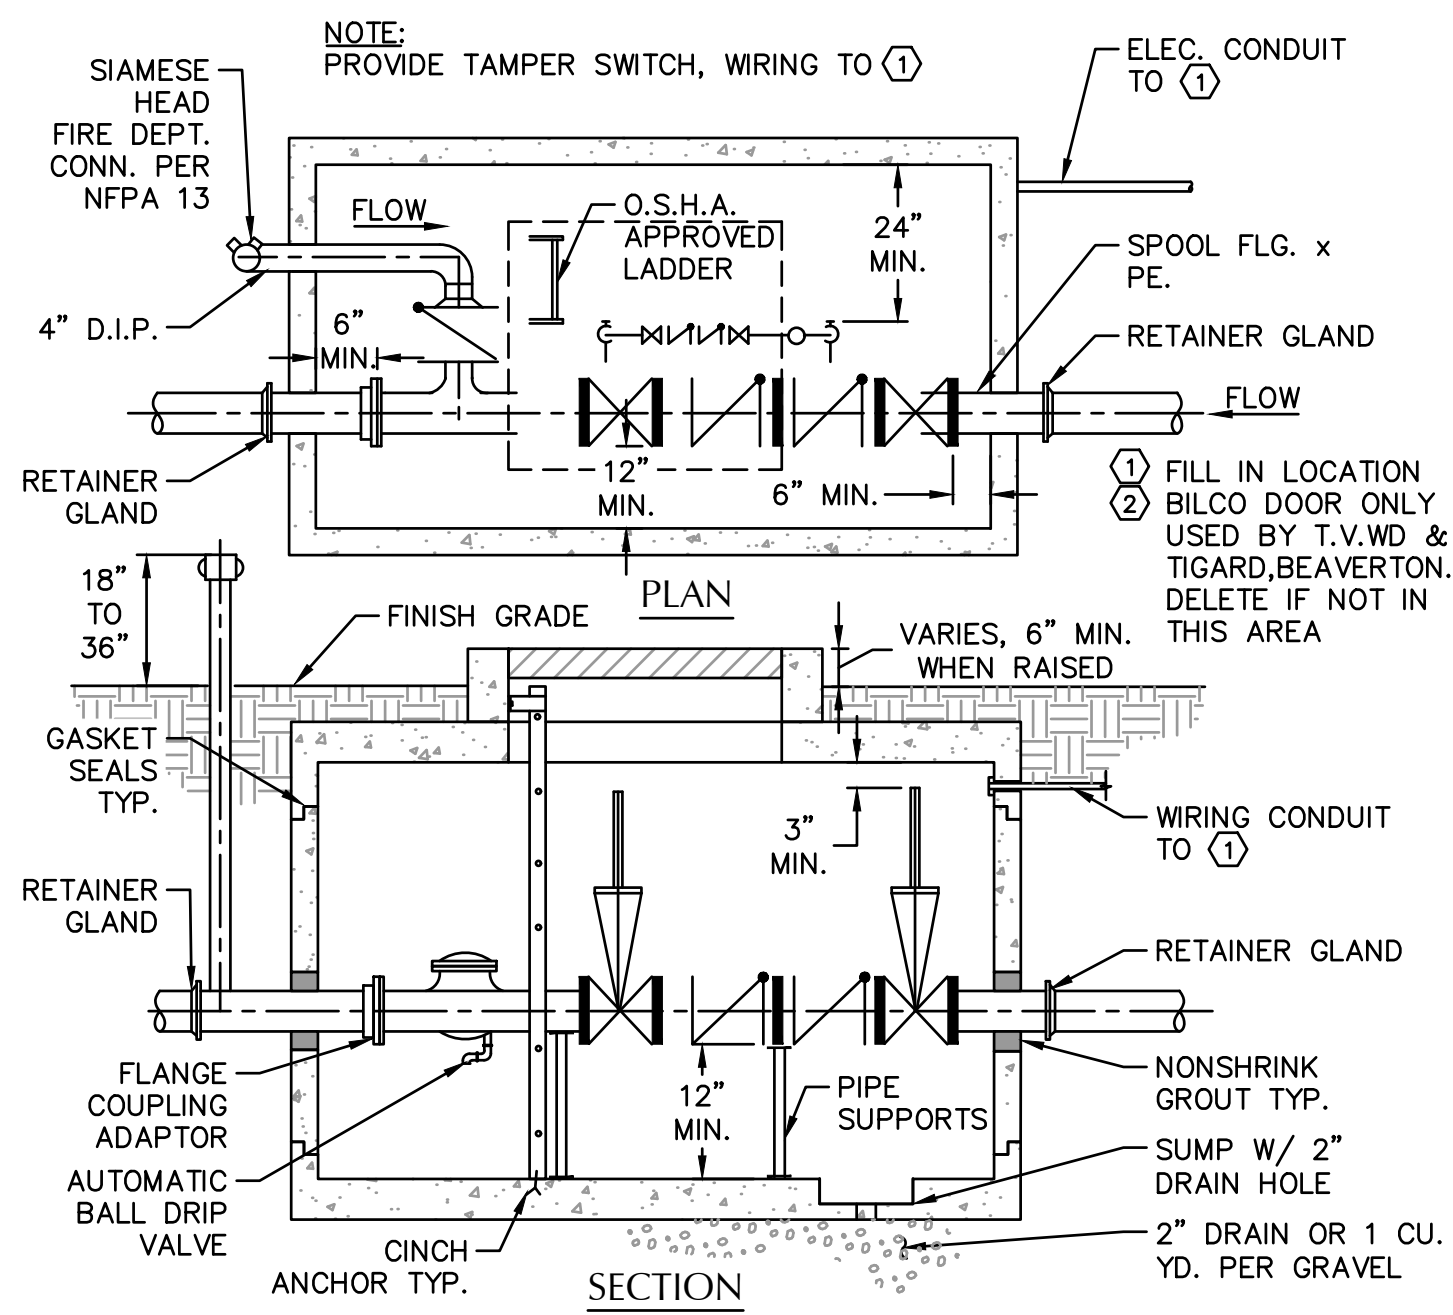 NOTE:
PROVIDE TAMPER SWITCH, WIRING TO 1
SIAMESE
HEAD
FIRE DEPT.
CONN. PER
NFPA 13
ELEC. CONDUIT
TO 1
FLOW
O.S.H.A.
APPROVED
LADDER
24”
MIN.
SPOOL FLG. x
PE.
4” D.I.P.
6”
MIN.
RETAINER GLAND
FLOW
RETAINER
GLAND
12”
MIN.
6” MIN.
1 FILL IN LOCATION
2 BILCO DOOR ONLY
USED BY T.V.WD &
TIGARD,BEAVERTON.
DELETE IF NOT IN
THIS AREA
PLAN
18”
TO
36”
FINISH GRADE
VARIES, 6” MIN.
WHEN RAISED
GASKET
SEALS
TYP.
3”
MIN.
WIRING CONDUIT
TO 1
RETAINER
GLAND
RETAINER GLAND
FLANGE
COUPLING
ADAPTOR
12”
MIN.
PIPE
SUPPORTS
NONSHRINK
GROUT TYP.
AUTOMATIC
BALL DRIP
VALVE
SUMP W/ 2”
DRAIN HOLE
CINCH
ANCHOR TYP.
2” DRAIN OR 1 CU.
YD. PER GRAVEL
SECTION